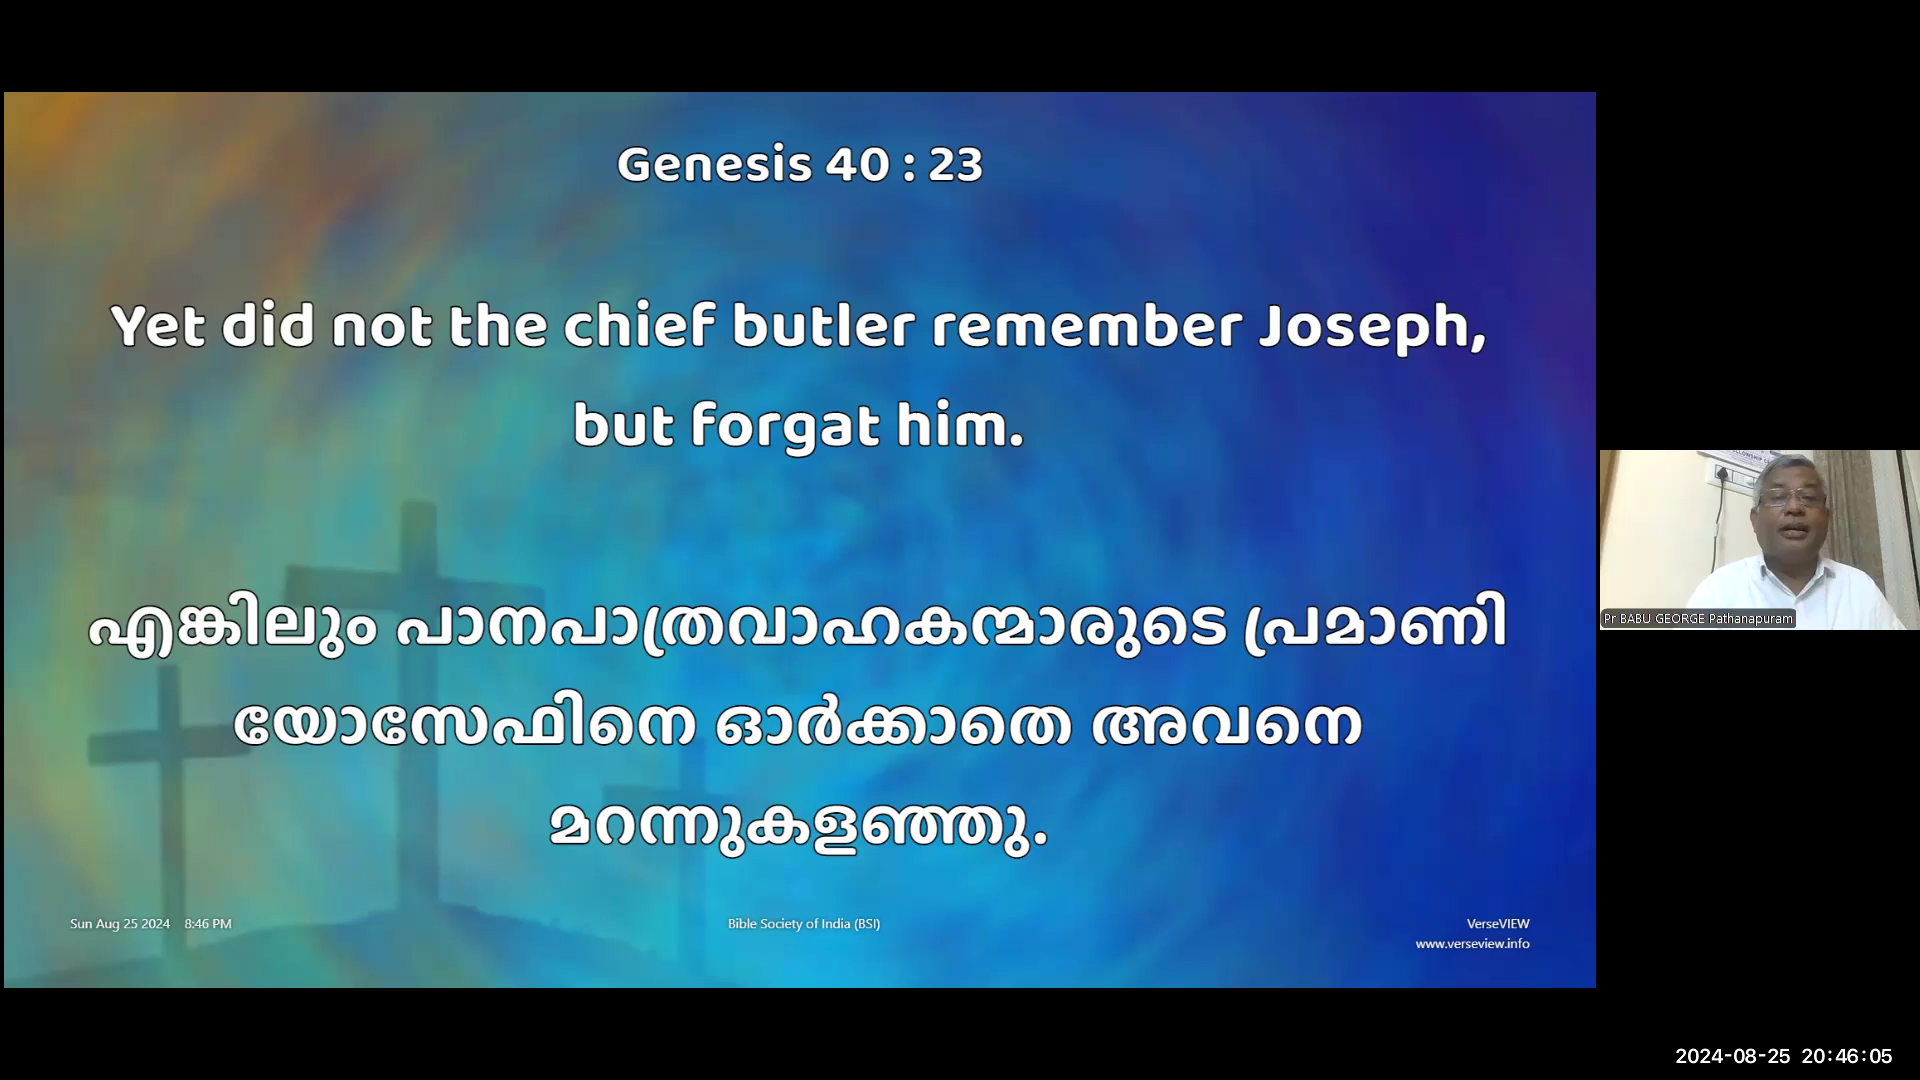 Genesis 40 : 23
Yet did not the chief butler remember Joseph,
but forgat him.
എങ്കിലും പാനപാത്രവാഹകന്മാരുടെ പ്രമാണി
യോസേഫിനെ ഓർക്കാതെ അവനെ
മറന്നുകളഞ്ഞു.
Sun Aug 25 2024 8:46 PM
Bible Society of India (BSI)
VerseVIEW
www.verseview.info
Pr BABU GEORGE Pathanapuram
2024-08-25 20:46:05